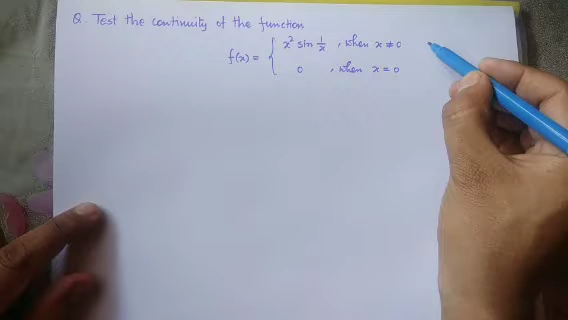 Q. Test the continuity of the function
f(x) = { x² sin 1/x , when x ≠ 0
0 , when x = 0